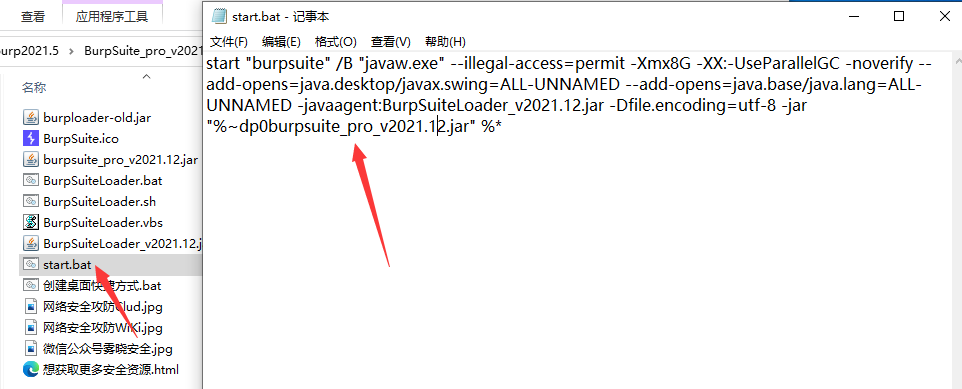 文件
应用程序工具
urp2021.5 > BurpSuite_pro_v2021
名称
burploader-old.jar
BurpSuite.ico
burpsuite_pro_v2021.12.jar
BurpSuiteLoader.bat
BurpSuiteLoader.sh
BurpSuiteLoader.vbs
BurpSuiteLoader_v2021.12.j
start.bat
创建桌面快捷方式.bat
网络安全攻防Clud.jpg
网络安全攻防WiKi.jpg
微信公众号雾晓安全.jpg
想获取更多安全资源.html
start.bat - 记事本
文件(F) 编辑(E) 格式(O) 查看(V) 帮助(H)
start "burpsuite" /B "javaw.exe" --illegal-access=permit -Xmx8G -XX:-UseParallelGC -noverify --
add-opens=java.desktop/javax.swing=ALL-UNNAMED --add-opens=java.base/java.lang=ALL-
UNNAMED -javaagent:BurpSuiteLoader_v2021.12.jar -Dfile.encoding=utf-8 -jar
"%~dp0burpsuite_pro_v2021.12.jar" %*